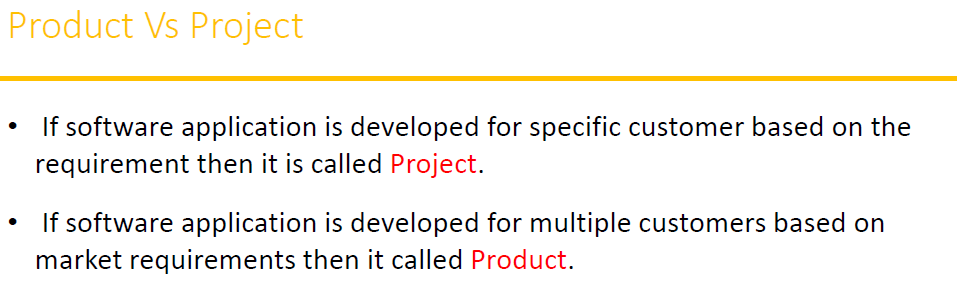 Product Vs Project
• If software application is developed for specific customer based on the
requirement then it is called Project.
• If software application is developed for multiple customers based on
market requirements then it called Product.